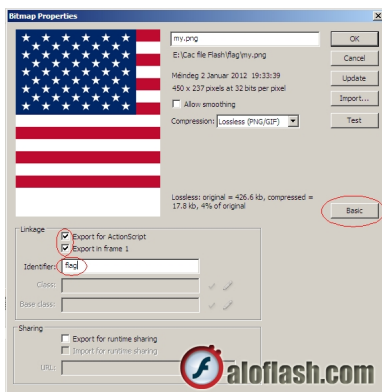 Bitmap Properties
my.png
OK
E:\Cac file Flash\flag\my.png
Cancel
Méindeg 2 Januar 2012 19:33:39
Update
450 x 237 pixels at 32 bits per pixel
Import...
Allow smoothing
Compression: Lossless (PNG/GIF)
Test
Lossless: original = 426.6 kb, compressed =
17.8 kb, 4% of original
Basic
Linkage
Export for ActionScript
Export in frame 1
Identifier: flag
Class:
Base class:
Sharing
Export for runtime sharing
Import for runtime sharing
URL:
aloflash.com